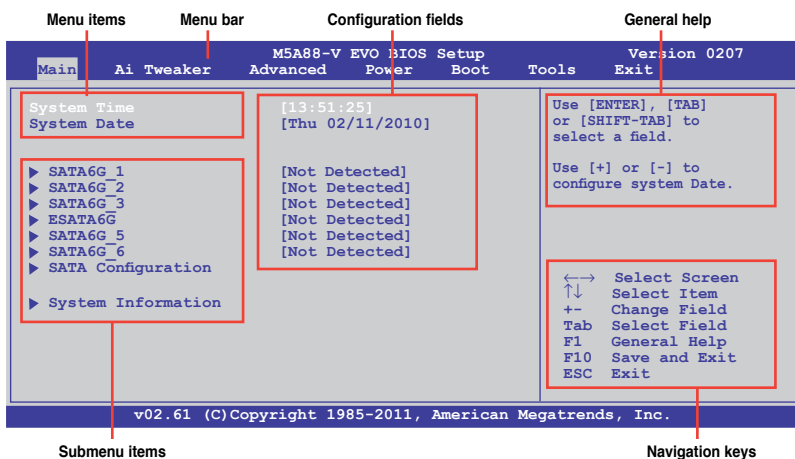 Menu items Menu bar Configuration fields General help
M5A88-V EVO BIOS Setup Version 0207
Main Ai Tweaker Advanced Power Boot Tools Exit
System Time [13:51:25]
System Date [Thu 02/11/2010]
SATA6G_1 [Not Detected]
SATA6G_2 [Not Detected]
SATA6G_3 [Not Detected]
ESATA6G [Not Detected]
SATA6G_5 [Not Detected]
SATA6G_6 [Not Detected]
SATA Configuration
System Information
Use [ENTER], [TAB]
or [SHIFT-TAB] to
select a field.
Use [+] or [-] to
configure system Date.
←→ Select Screen
↑↓ Select Item
+- Change Field
Tab Select Field
F1 General Help
F10 Save and Exit
ESC Exit
v02.61 (C)Copyright 1985-2011, American Megatrends, Inc.
Submenu items Navigation keys